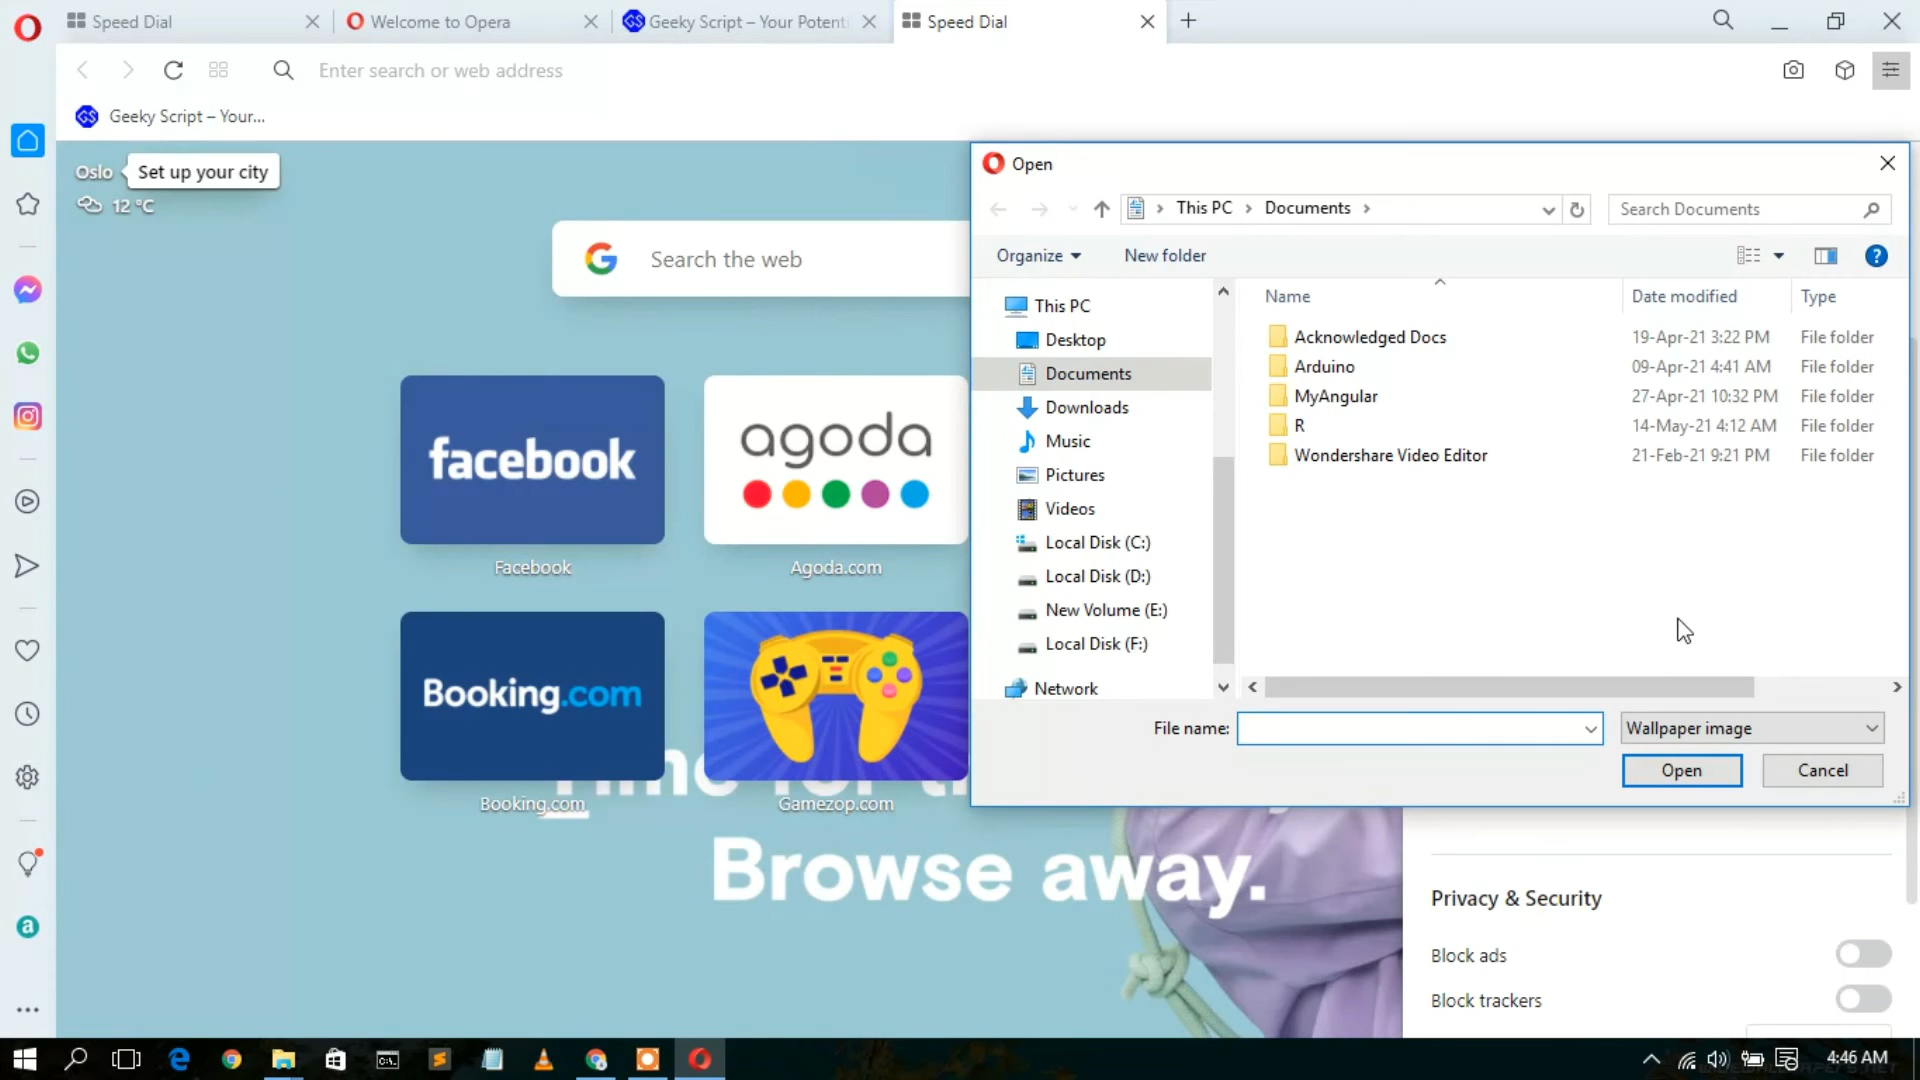 Speed Dial
Welcome to Opera
Geeky Script – Your Potenti
Speed Dial
Enter search or web address
GS Geeky Script – Your...
Oslo
Set up your city
12 °C
Search the web
facebook
Facebook
agoda
Agoda.com
Booking.com
Booking.com
Gamezop.com
Time for
Browse away.
Open
This PC
Documents
Search Documents
Organize
New folder
This PC
Desktop
Documents
Downloads
Music
Pictures
Videos
Local Disk (C:)
Local Disk (D:)
New Volume (E:)
Local Disk (F:)
Network
Name Date modified Type
Acknowledged Docs 19-Apr-21 3:22 PM File folder
Arduino 09-Apr-21 4:41 AM File folder
MyAngular 27-Apr-21 10:32 PM File folder
R 14-May-21 4:12 AM File folder
Wondershare Video Editor 21-Feb-21 9:21 PM File folder
File name:
Wallpaper image
Open
Cancel
Privacy & Security
Block ads
Block trackers
4:46 AM